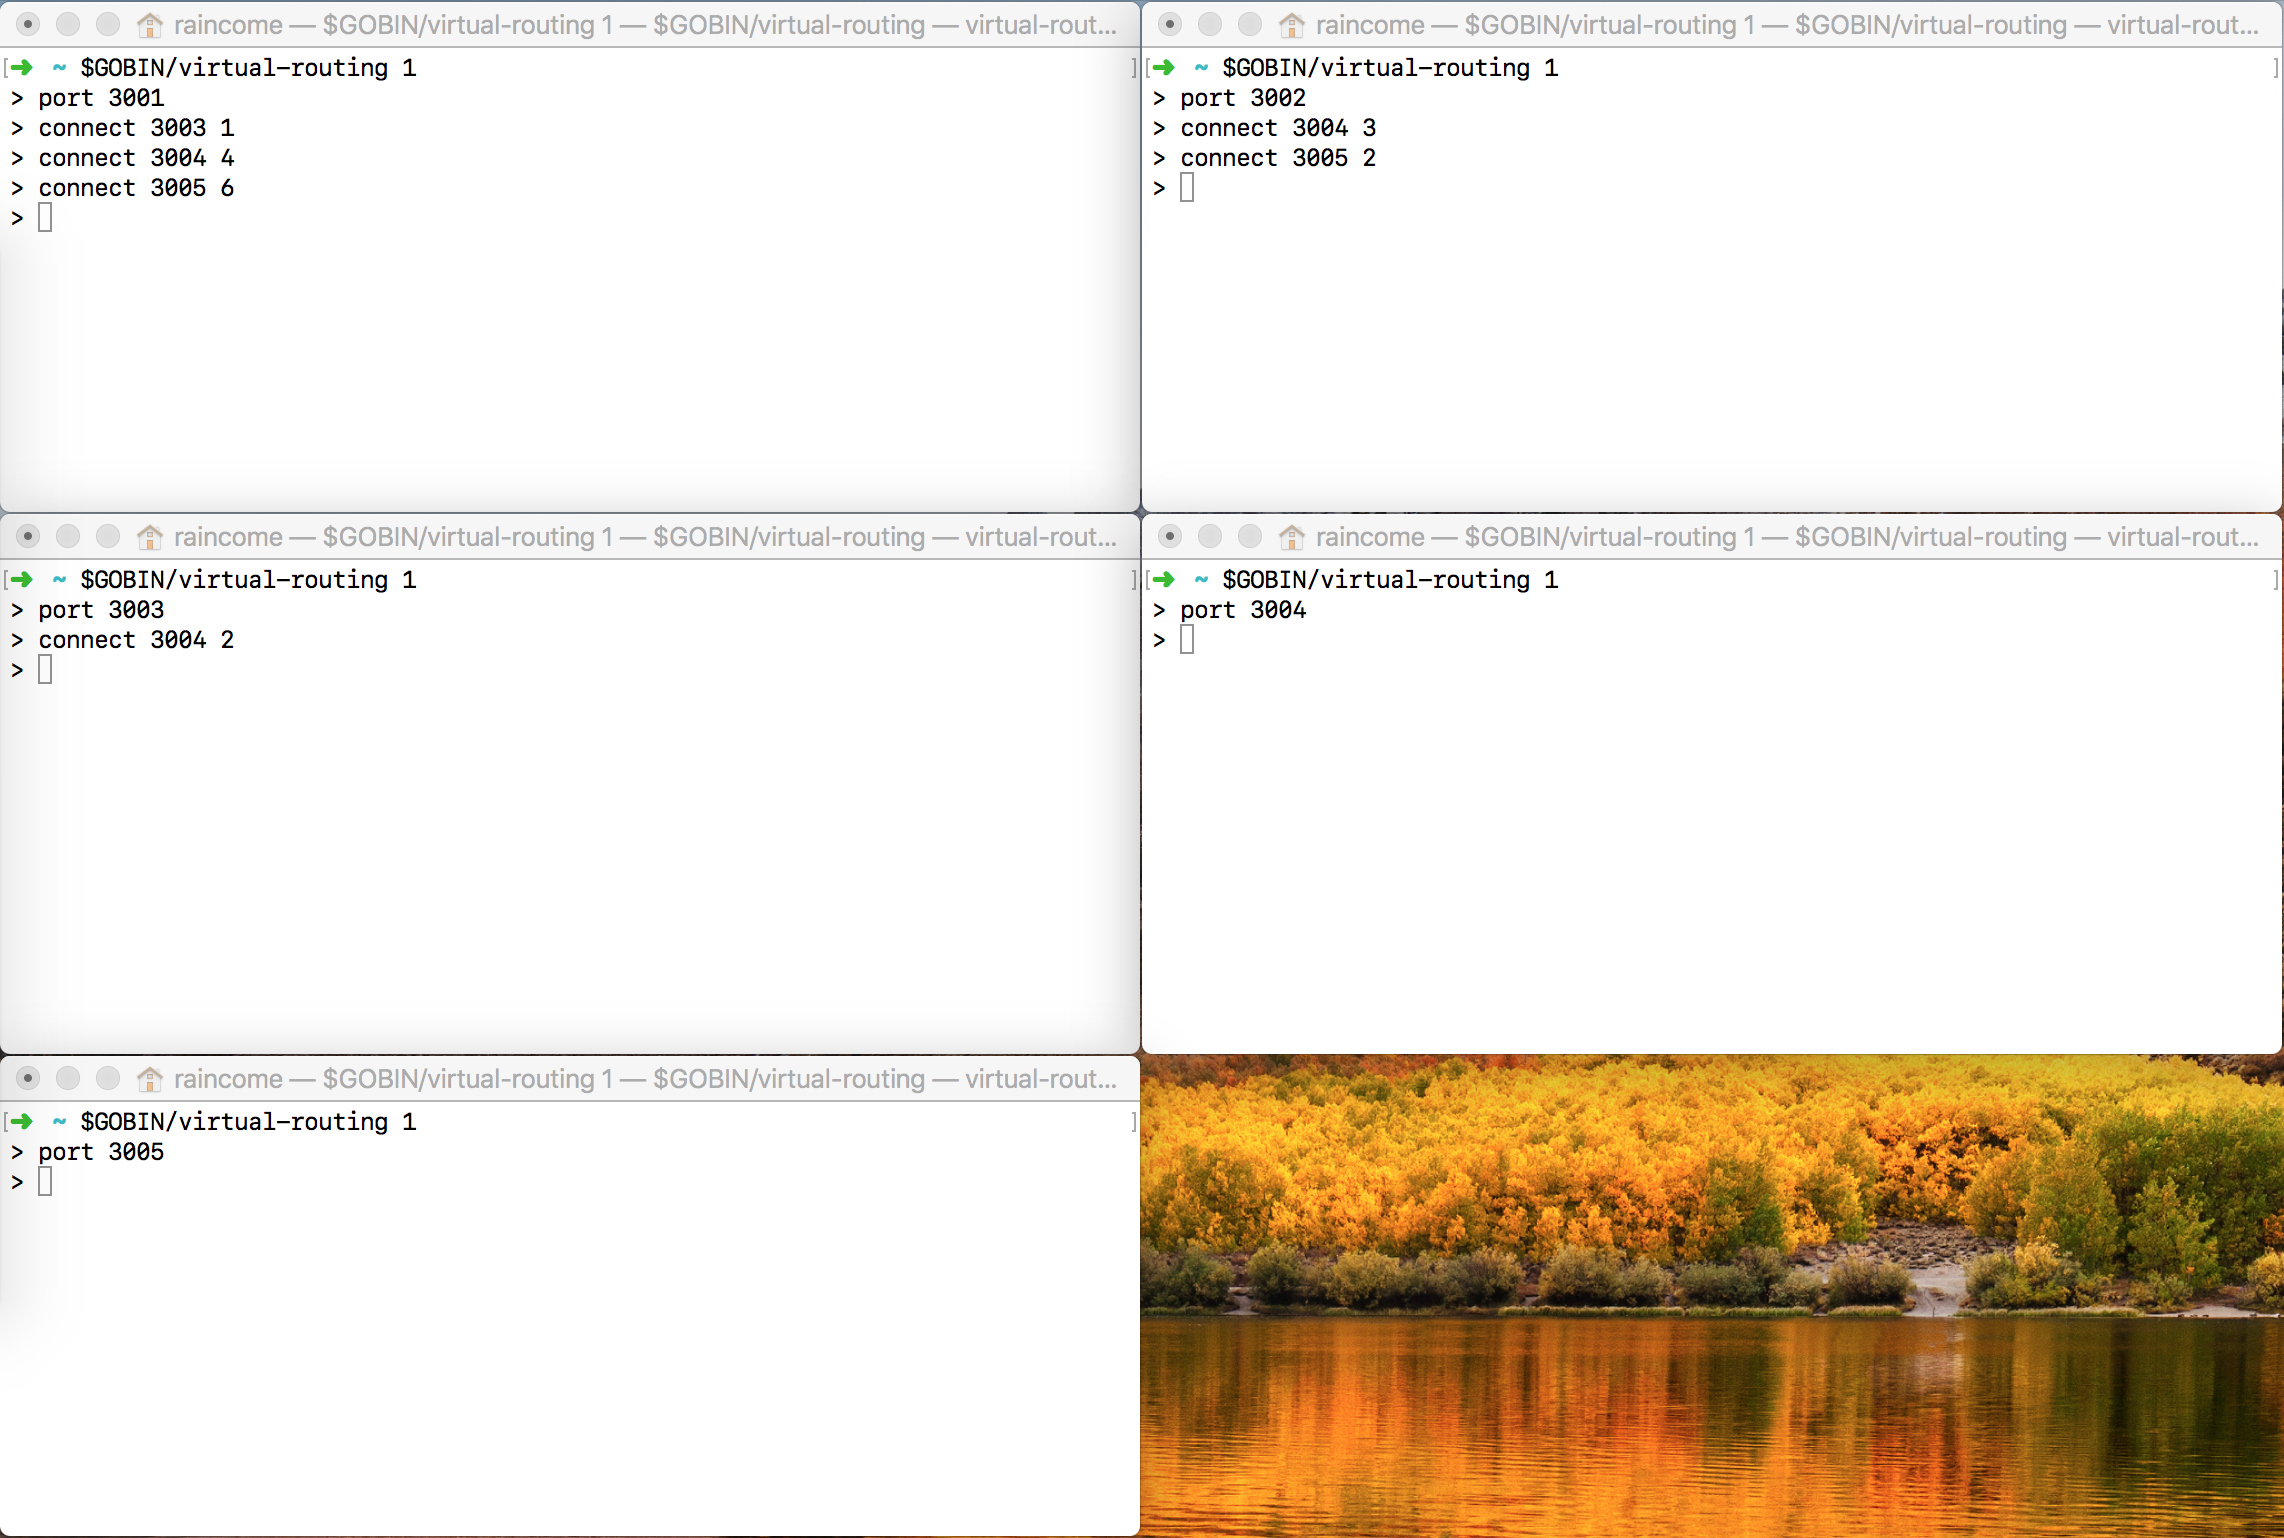 raincome — $GOBIN/virtual-routing 1 — $GOBIN/virtual-routing — virtual-rout...
[➜ ~ $GOBIN/virtual-routing 1 ]
> port 3001
> connect 3003 1
> connect 3004 4
> connect 3005 6
>
raincome — $GOBIN/virtual-routing 1 — $GOBIN/virtual-routing — virtual-rout...
[➜ ~ $GOBIN/virtual-routing 1 ]
> port 3002
> connect 3004 3
> connect 3005 2
>
raincome — $GOBIN/virtual-routing 1 — $GOBIN/virtual-routing — virtual-rout...
[➜ ~ $GOBIN/virtual-routing 1 ]
> port 3003
> connect 3004 2
>
raincome — $GOBIN/virtual-routing 1 — $GOBIN/virtual-routing — virtual-rout...
[➜ ~ $GOBIN/virtual-routing 1 ]
> port 3004
>
raincome — $GOBIN/virtual-routing 1 — $GOBIN/virtual-routing — virtual-rout...
[➜ ~ $GOBIN/virtual-routing 1 ]
> port 3005
>